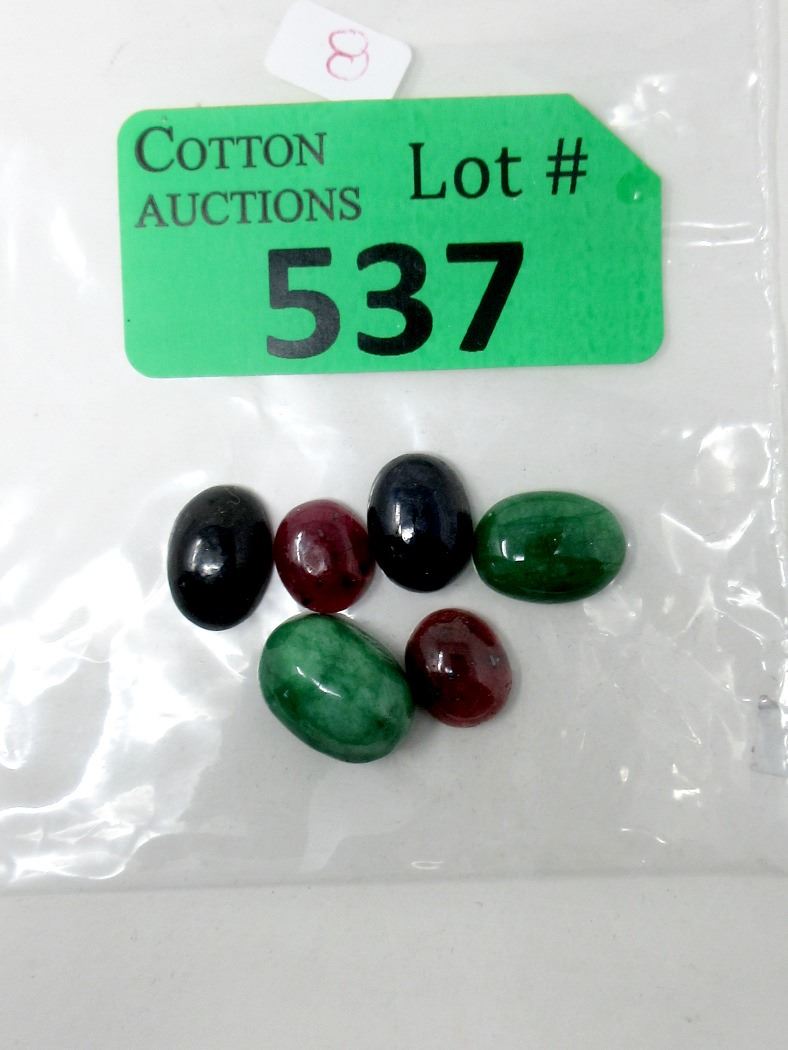 8
COTTON
AUCTIONS
Lot #
537